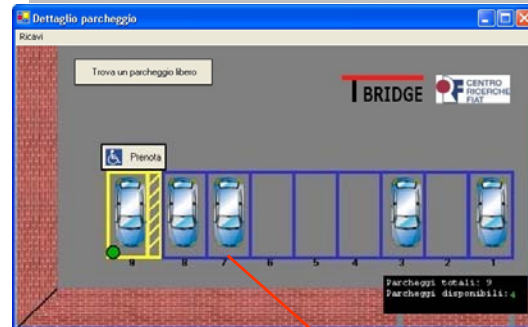 Dettaglio parcheggio
Ricavi
Trova un parcheggio libero
T BRIDGE
CENTRO
RICERCHE
FIAT
Prenota
9 8 7 6 5 4 3 2 1
Parcheggi totali: 9
Parcheggi disponibili: 4